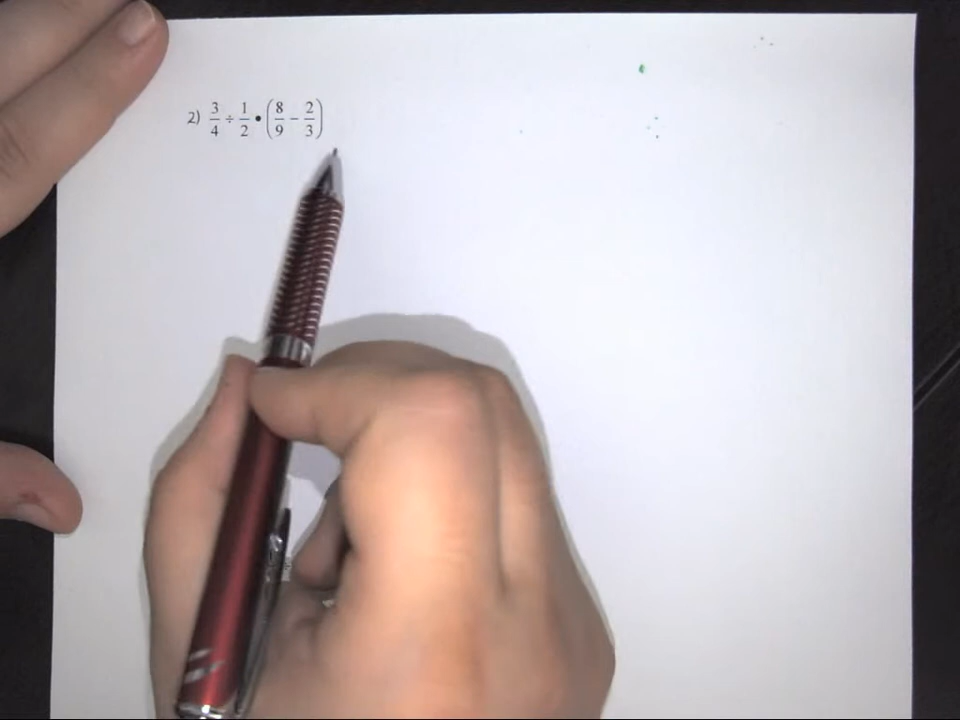 2) 3/4 ÷ 1/2 • (8/9 − 2/3)